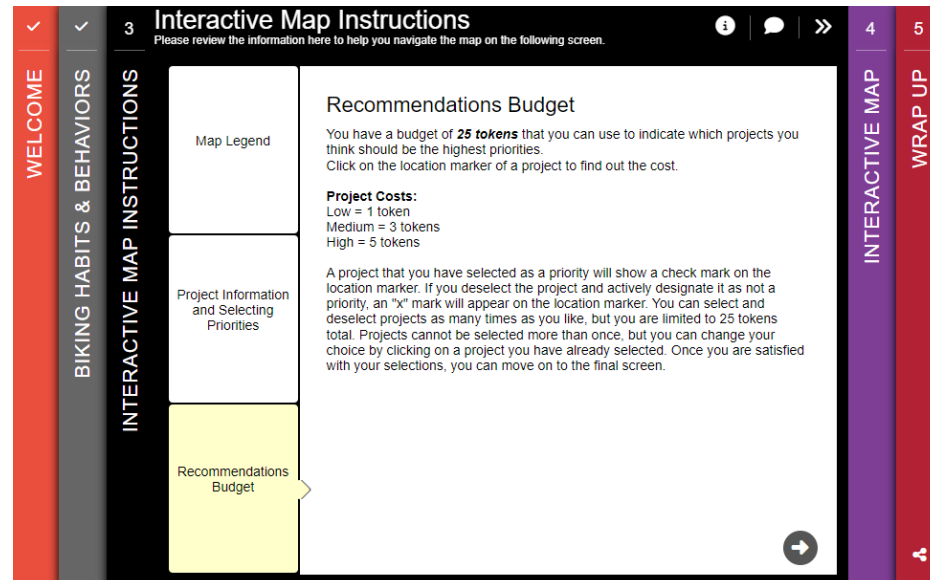 WELCOME
BIKING HABITS & BEHAVIORS
3
INTERACTIVE MAP INSTRUCTIONS
Interactive Map Instructions
Please review the information here to help you navigate the map on the following screen.
Map Legend
Project Information
and Selecting
Priorities
Recommendations
Budget
Recommendations Budget
You have a budget of 25 tokens that you can use to indicate which projects you
think should be the highest priorities.
Click on the location marker of a project to find out the cost.
Project Costs:
Low = 1 token
Medium = 3 tokens
High = 5 tokens
A project that you have selected as a priority will show a check mark on the
location marker. If you deselect the project and actively designate it as not a
priority, an "x" mark will appear on the location marker. You can select and
deselect projects as many times as you like, but you are limited to 25 tokens
total. Projects cannot be selected more than once, but you can change your
choice by clicking on a project you have already selected. Once you are satisfied
with your selections, you can move on to the final screen.
4
INTERACTIVE MAP
5
WRAP UP